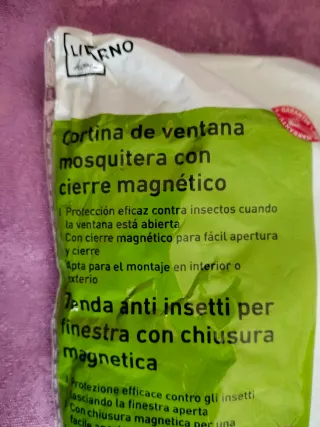 LIVARNO
Cortina de ventana
mosquitera con
cierre magnético
Protección eficaz contra insectos cuando
la ventana está abierta
Con cierre magnético para fácil apertura
y cierre
Apta para el montaje en interior o
exterio
Tenda anti insetti per
finestra con chiusura
magnetica
Protezione efficace contro gli insetti
lasciando la finestra aperta
Con chiusura magnetica per una
facile